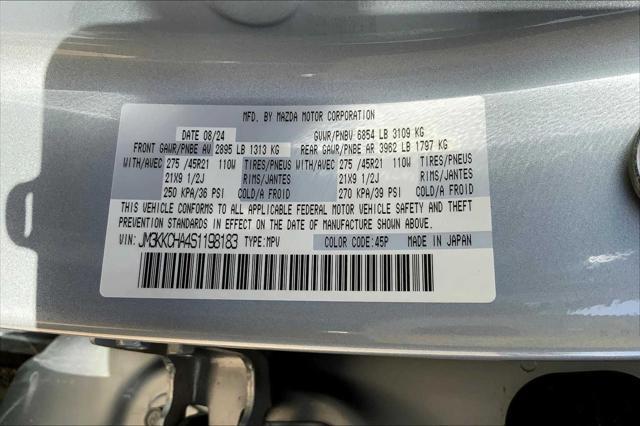 MFD. BY MAZDA MOTOR CORPORATION
DATE 08/24 GVWR/PNBV 6854 LB 3109 KG
FRONT GAWR/PNBE AV 2895 LB 1313 KG REAR GAWR/PNBE AR 3962 LB 1797 KG
WITH/AVEC 275 /45R21 110W TIRES/PNEUS WITH/AVEC 275 /45R21 110W TIRES/PNEUS
21X9 1/2J RIMS/JANTES 21X9 1/2J RIMS/JANTES
250 KPA/36 PSI COLD/A FROID 270 KPA/39 PSI COLD/A FROID
THIS VEHICLE CONFORMS TO ALL APPLICABLE FEDERAL MOTOR VEHICLE SAFETY AND THEFT
PREVENTION STANDARDS IN EFFECT ON THE DATE OF MANUFACTURE SHOWN ABOVE.
VIN: JM3KKCHA4S1198183 TYPE:MPV COLOR CODE:45P MADE IN JAPAN